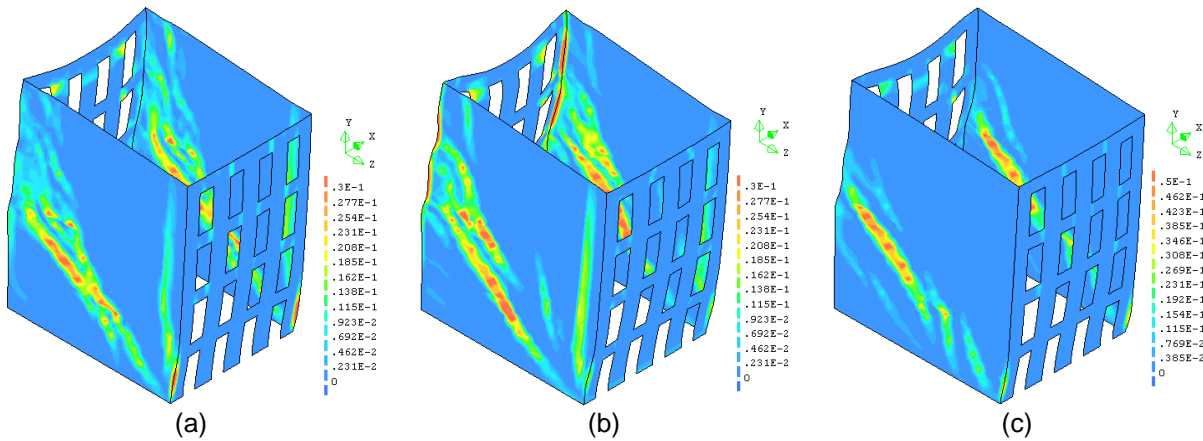 Y
X
Z
.3E-1
.277E-1
.254E-1
.231E-1
.208E-1
.185E-1
.162E-1
.138E-1
.115E-1
.923E-2
.692E-2
.462E-2
.231E-2
0
(a)
Y
X
Z
.3E-1
.277E-1
.254E-1
.231E-1
.208E-1
.185E-1
.162E-1
.138E-1
.115E-1
.923E-2
.692E-2
.462E-2
.231E-2
0
(b)
Y
X
Z
.5E-1
.462E-1
.423E-1
.385E-1
.346E-1
.308E-1
.269E-1
.231E-1
.192E-1
.154E-1
.115E-1
.769E-2
.385E-2
0
(c)